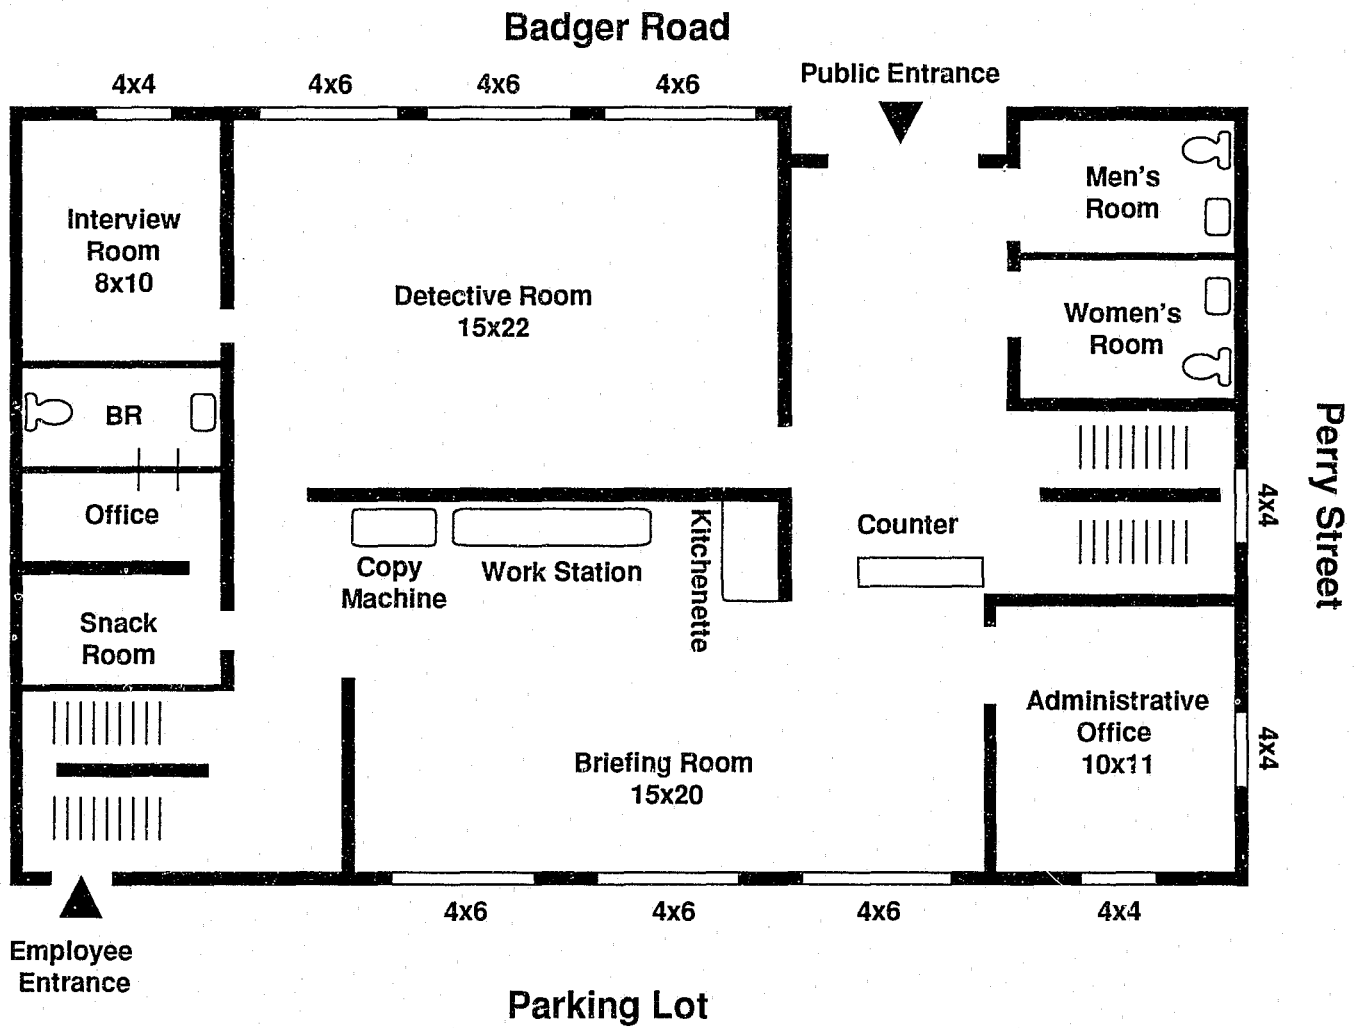 Badger Road
4x4
4x6
4x6
4x6
Public Entrance
Interview
Room
8x10
Detective Room
15x22
Men's
Room
Women's
Room
BR
Office
Snack
Room
Copy
Machine
Work Station
Kitchenette
Counter
4x4
Perry Street
Briefing Room
15x20
Administrative
Office
10x11
4x4
4x6
4x6
4x6
4x4
Employee
Entrance
Parking Lot